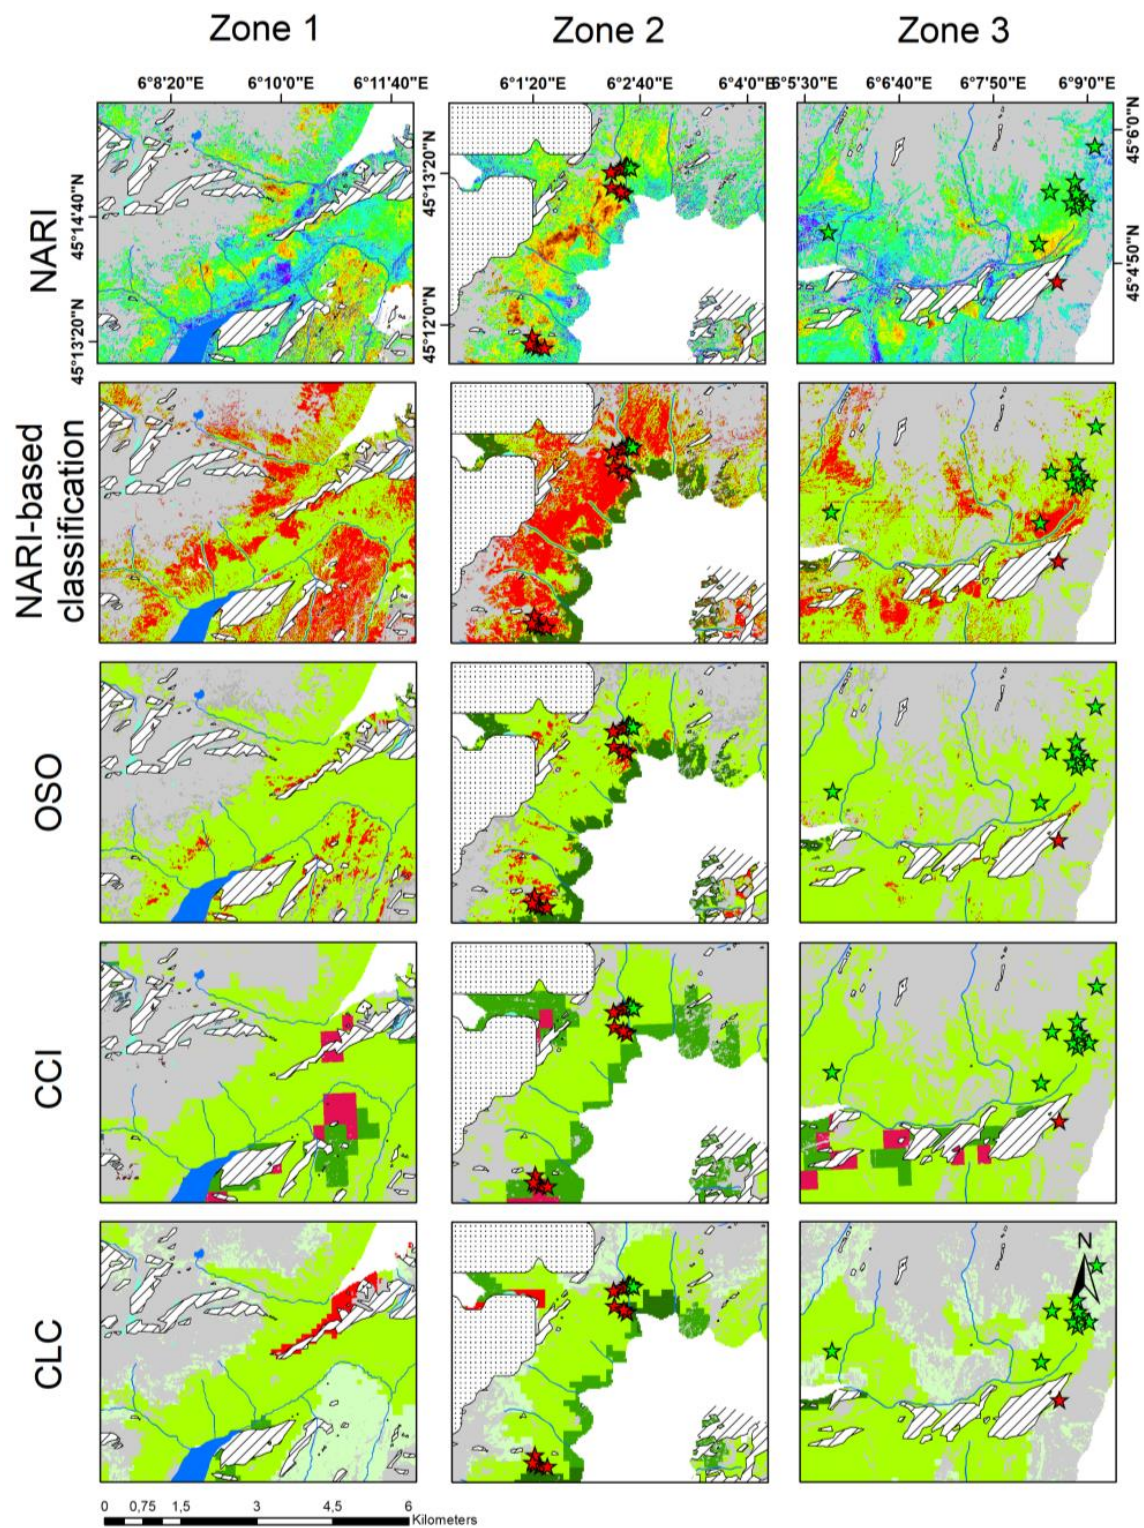 Zone 1
Zone 2
Zone 3
6°8'20"E
6°10'0"E
6°11'40"E
6°1'20"E
6°2'40"E
6°4'0"E
6°5'30"E
6°6'40"E
6°7'50"E
6°9'0"E
45°14'40"N
45°13'20"N
45°13'20"N
45°12'0"N
45°6'0"N
45°4'50"N
NARI
NARI-based
classification
OSO
CCI
CLC
N
0 0,75 1,5 3 4,5 6
Kilometers